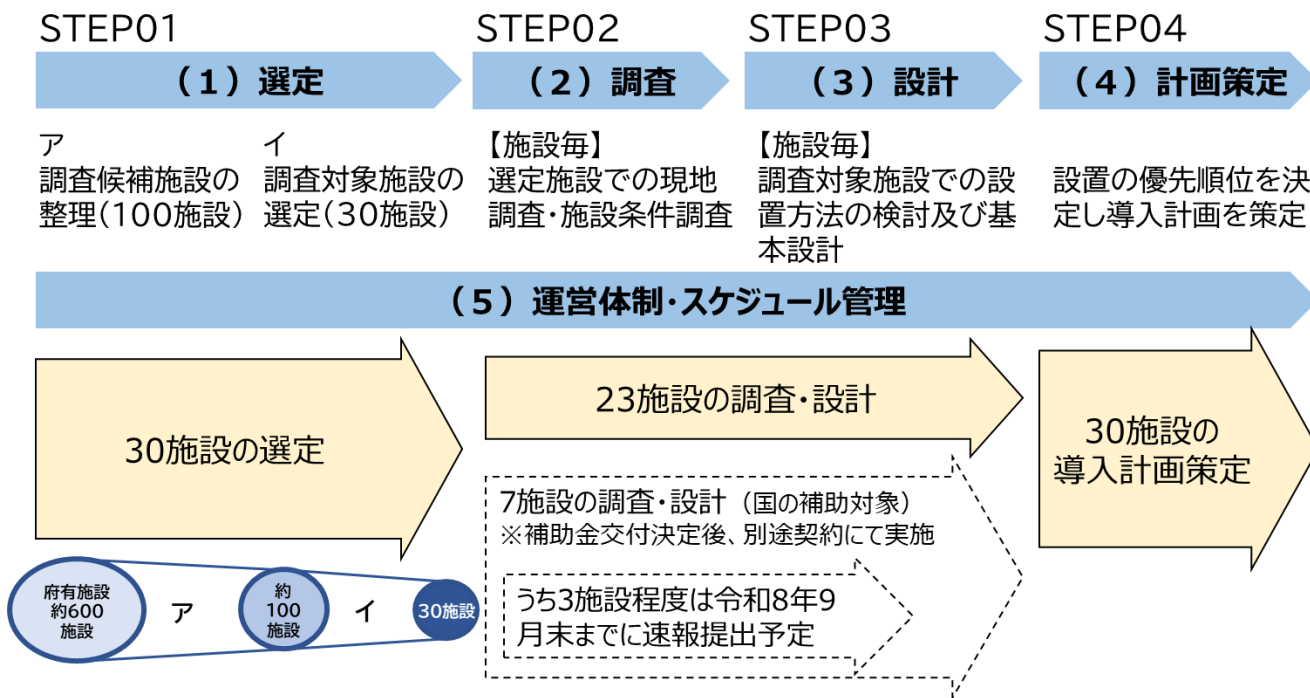 STEP01
STEP02
STEP03
STEP04
（1）選定
（2）調査
（3）設計
（4）計画策定
ア
調査候補施設の
整理(100施設)
イ
調査対象施設の
選定(30施設)
【施設毎】
選定施設での現地
調査・施設条件調査
【施設毎】
調査対象施設での設
置方法の検討及び基
本設計
設置の優先順位を決
定し導入計画を策定
（5）運営体制・スケジュール管理
30施設の選定
23施設の調査・設計
30施設の
導入計画策定
7施設の調査・設計（国の補助対象）
※補助金交付決定後、別途契約にて実施
うち3施設程度は令和8年9
月末までに速報提出予定
府有施設
約600
施設
ア
約
100
施設
イ
30施設